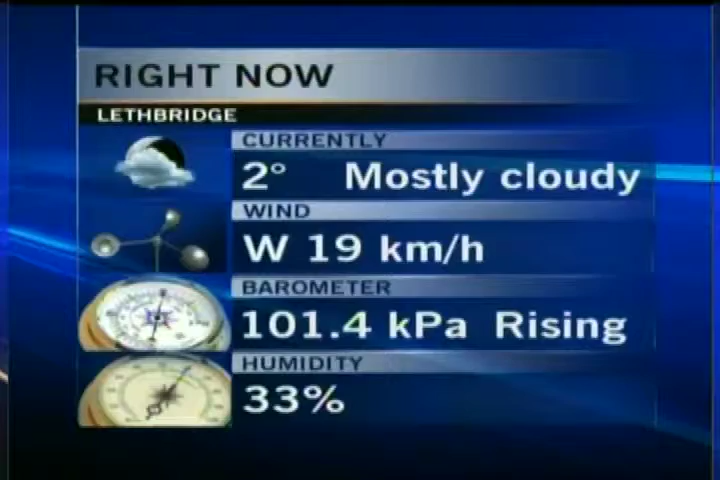 RIGHT NOW
LETHBRIDGE
CURRENTLY
2° Mostly cloudy
WIND
W 19 km/h
BAROMETER
101.4 kPa Rising
HUMIDITY
33%